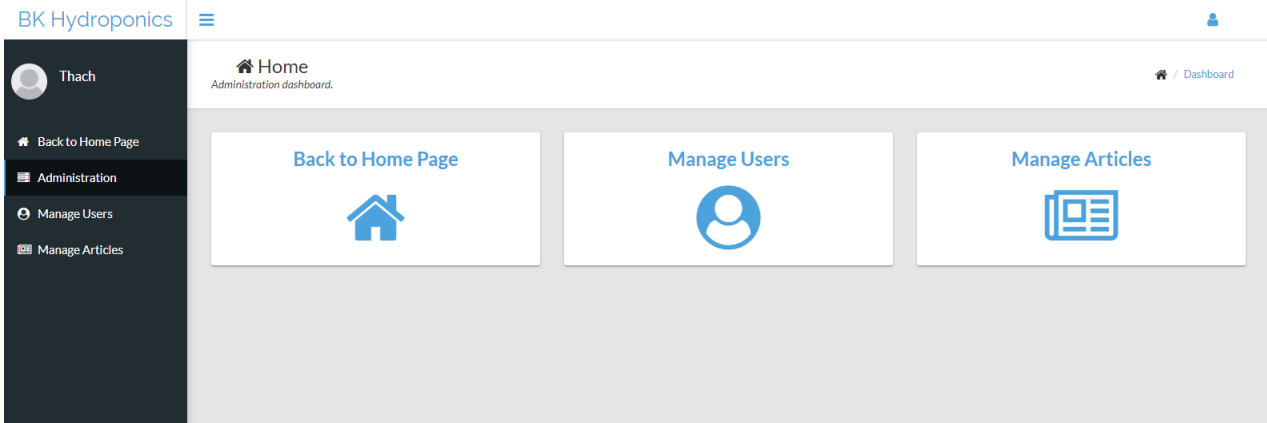 BK Hydroponics
Thach
Back to Home Page
Administration
Manage Users
Manage Articles
Home
Administration dashboard.
/ Dashboard
Back to Home Page
Manage Users
Manage Articles